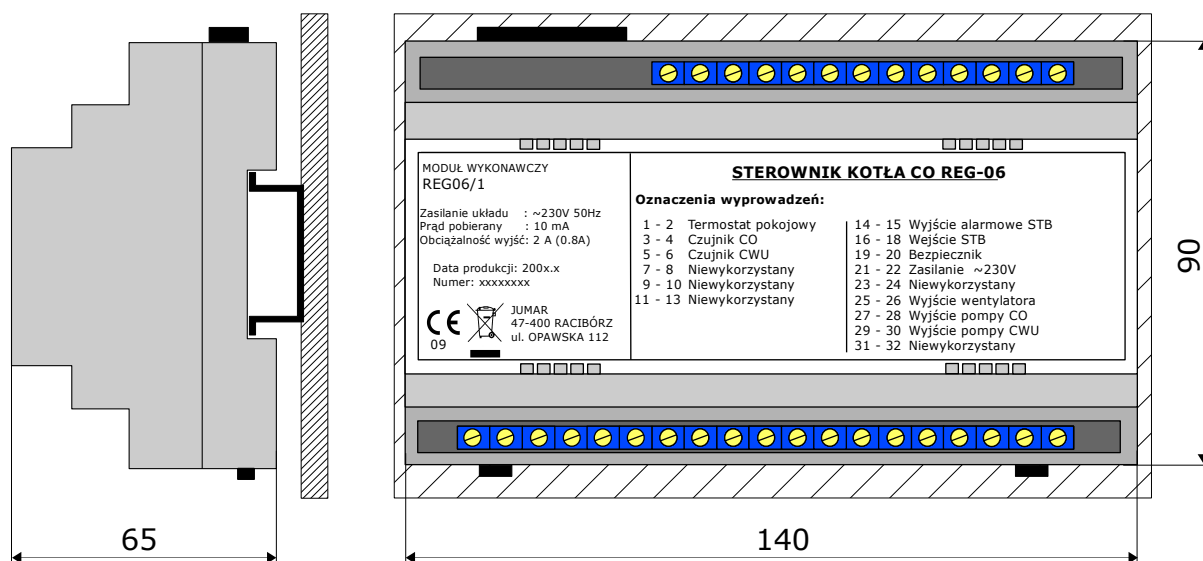 MODUŁ WYKONAWCZY
REG06/1
Zasilanie układu : ~230V 50Hz
Prąd pobierany : 10 mA
Obciążalność wyjść: 2 A (0.8A)
Data produkcji: 200x.x
Numer: xxxxxxxx
CE
09
JUMAR
47-400 RACIBÓRZ
ul. OPAWSKA 112
STEROWNIK KOTŁA CO REG-06
Oznaczenia wyprowadzeń:
1 - 2 Termostat pokojowy
3 - 4 Czujnik CO
5 - 6 Czujnik CWU
7 - 8 Niewykorzystany
9 - 10 Niewykorzystany
11 - 13 Niewykorzystany
14 - 15 Wyjście alarmowe STB
16 - 18 Wejście STB
19 - 20 Bezpiecznik
21 - 22 Zasilanie ~230V
23 - 24 Niewykorzystany
25 - 26 Wyjście wentylatora
27 - 28 Wyjście pompy CO
29 - 30 Wyjście pompy CWU
31 - 32 Niewykorzystany
90
65
140